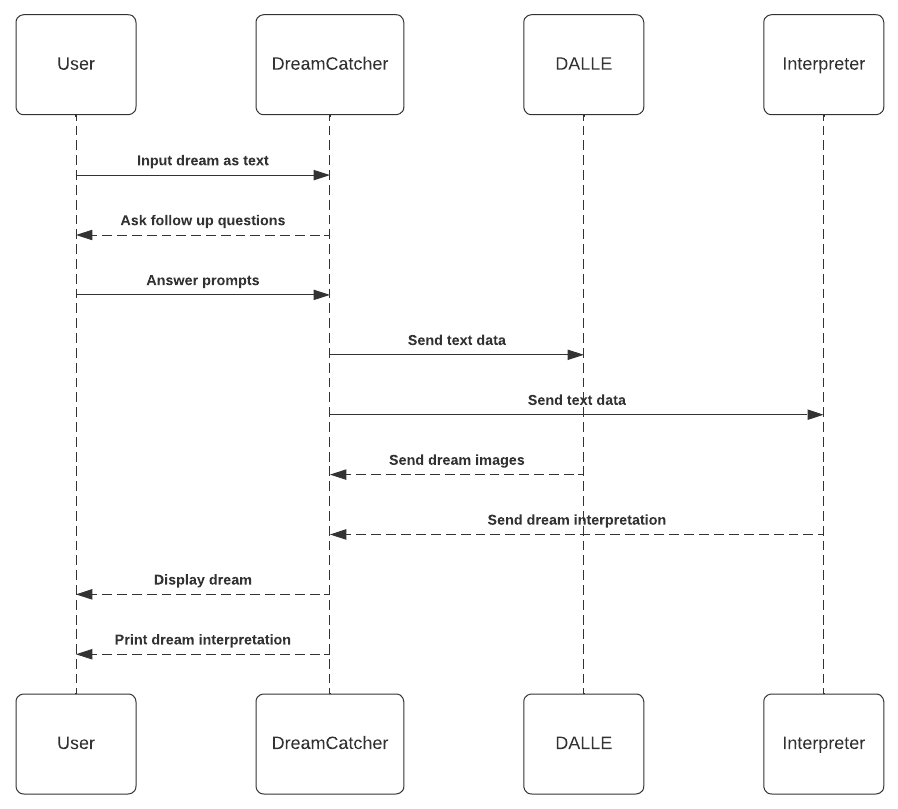 User
DreamCatcher
DALLE
Interpreter
Input dream as text
Ask follow up questions
Answer prompts
Send text data
Send text data
Send dream images
Send dream interpretation
Display dream
Print dream interpretation
User
DreamCatcher
DALLE
Interpreter